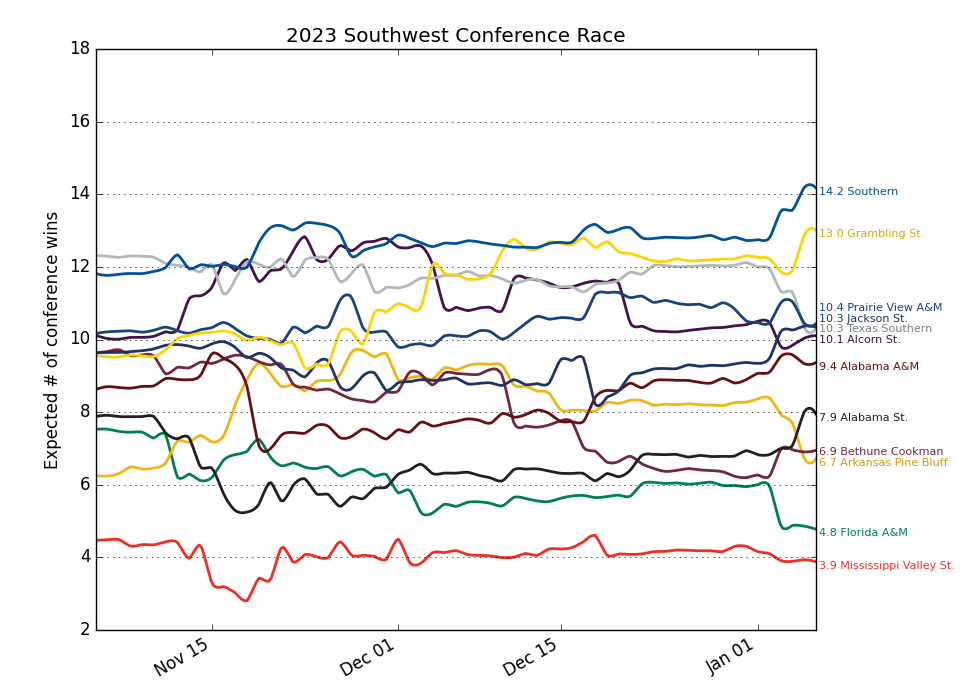 2023 Southwest Conference Race
Expected # of conference wins
18
16
14
12
10
8
6
4
2
Nov 15
Dec 01
Dec 15
Jan 01
14.2 Southern
13.0 Grambling St.
10.4 Prairie View A&M
10.3 Jackson St.
10.3 Texas Southern
10.1 Alcorn St.
9.4 Alabama A&M
7.9 Alabama St.
6.9 Bethune Cookman
6.7 Arkansas Pine Bluff
4.8 Florida A&M
3.9 Mississippi Valley St.